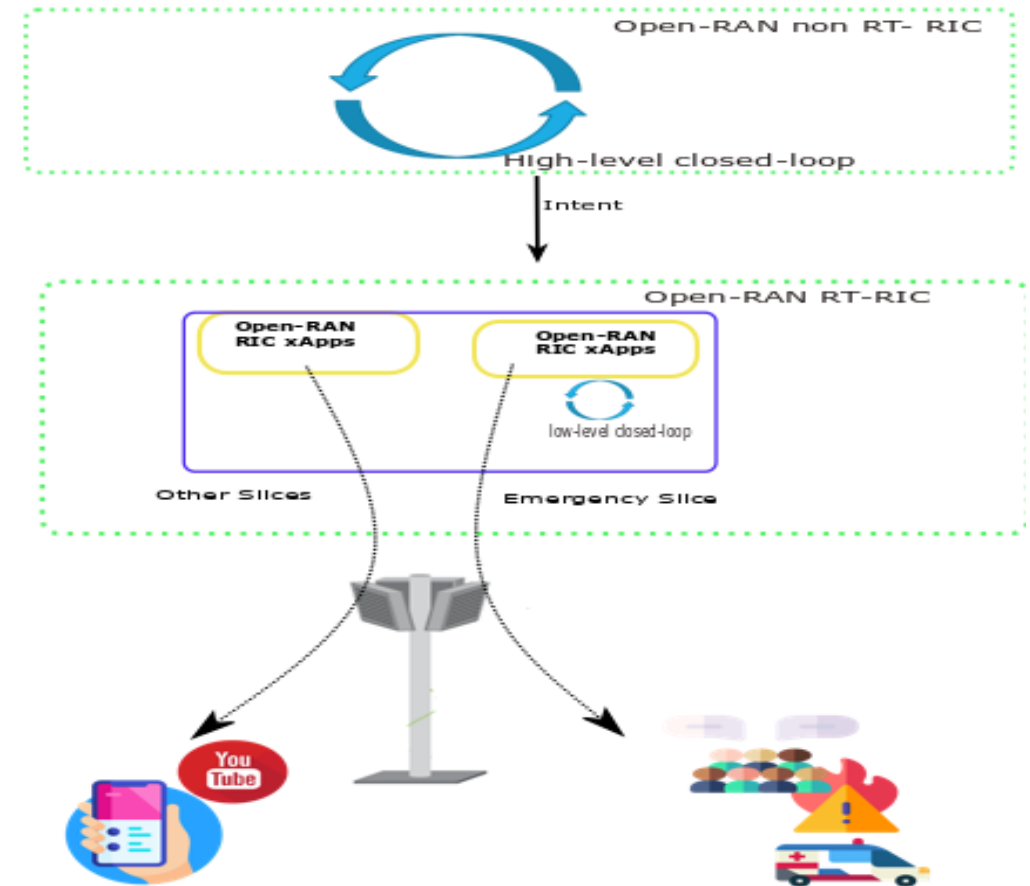 Open-RAN non RT- RIC
High-level closed-loop
Intent
Open-RAN RT-RIC
Open-RAN
RIC xApps
Open-RAN
RIC xApps
low-level closed-loop
Other Slices
Emergency Slice
You
Tube